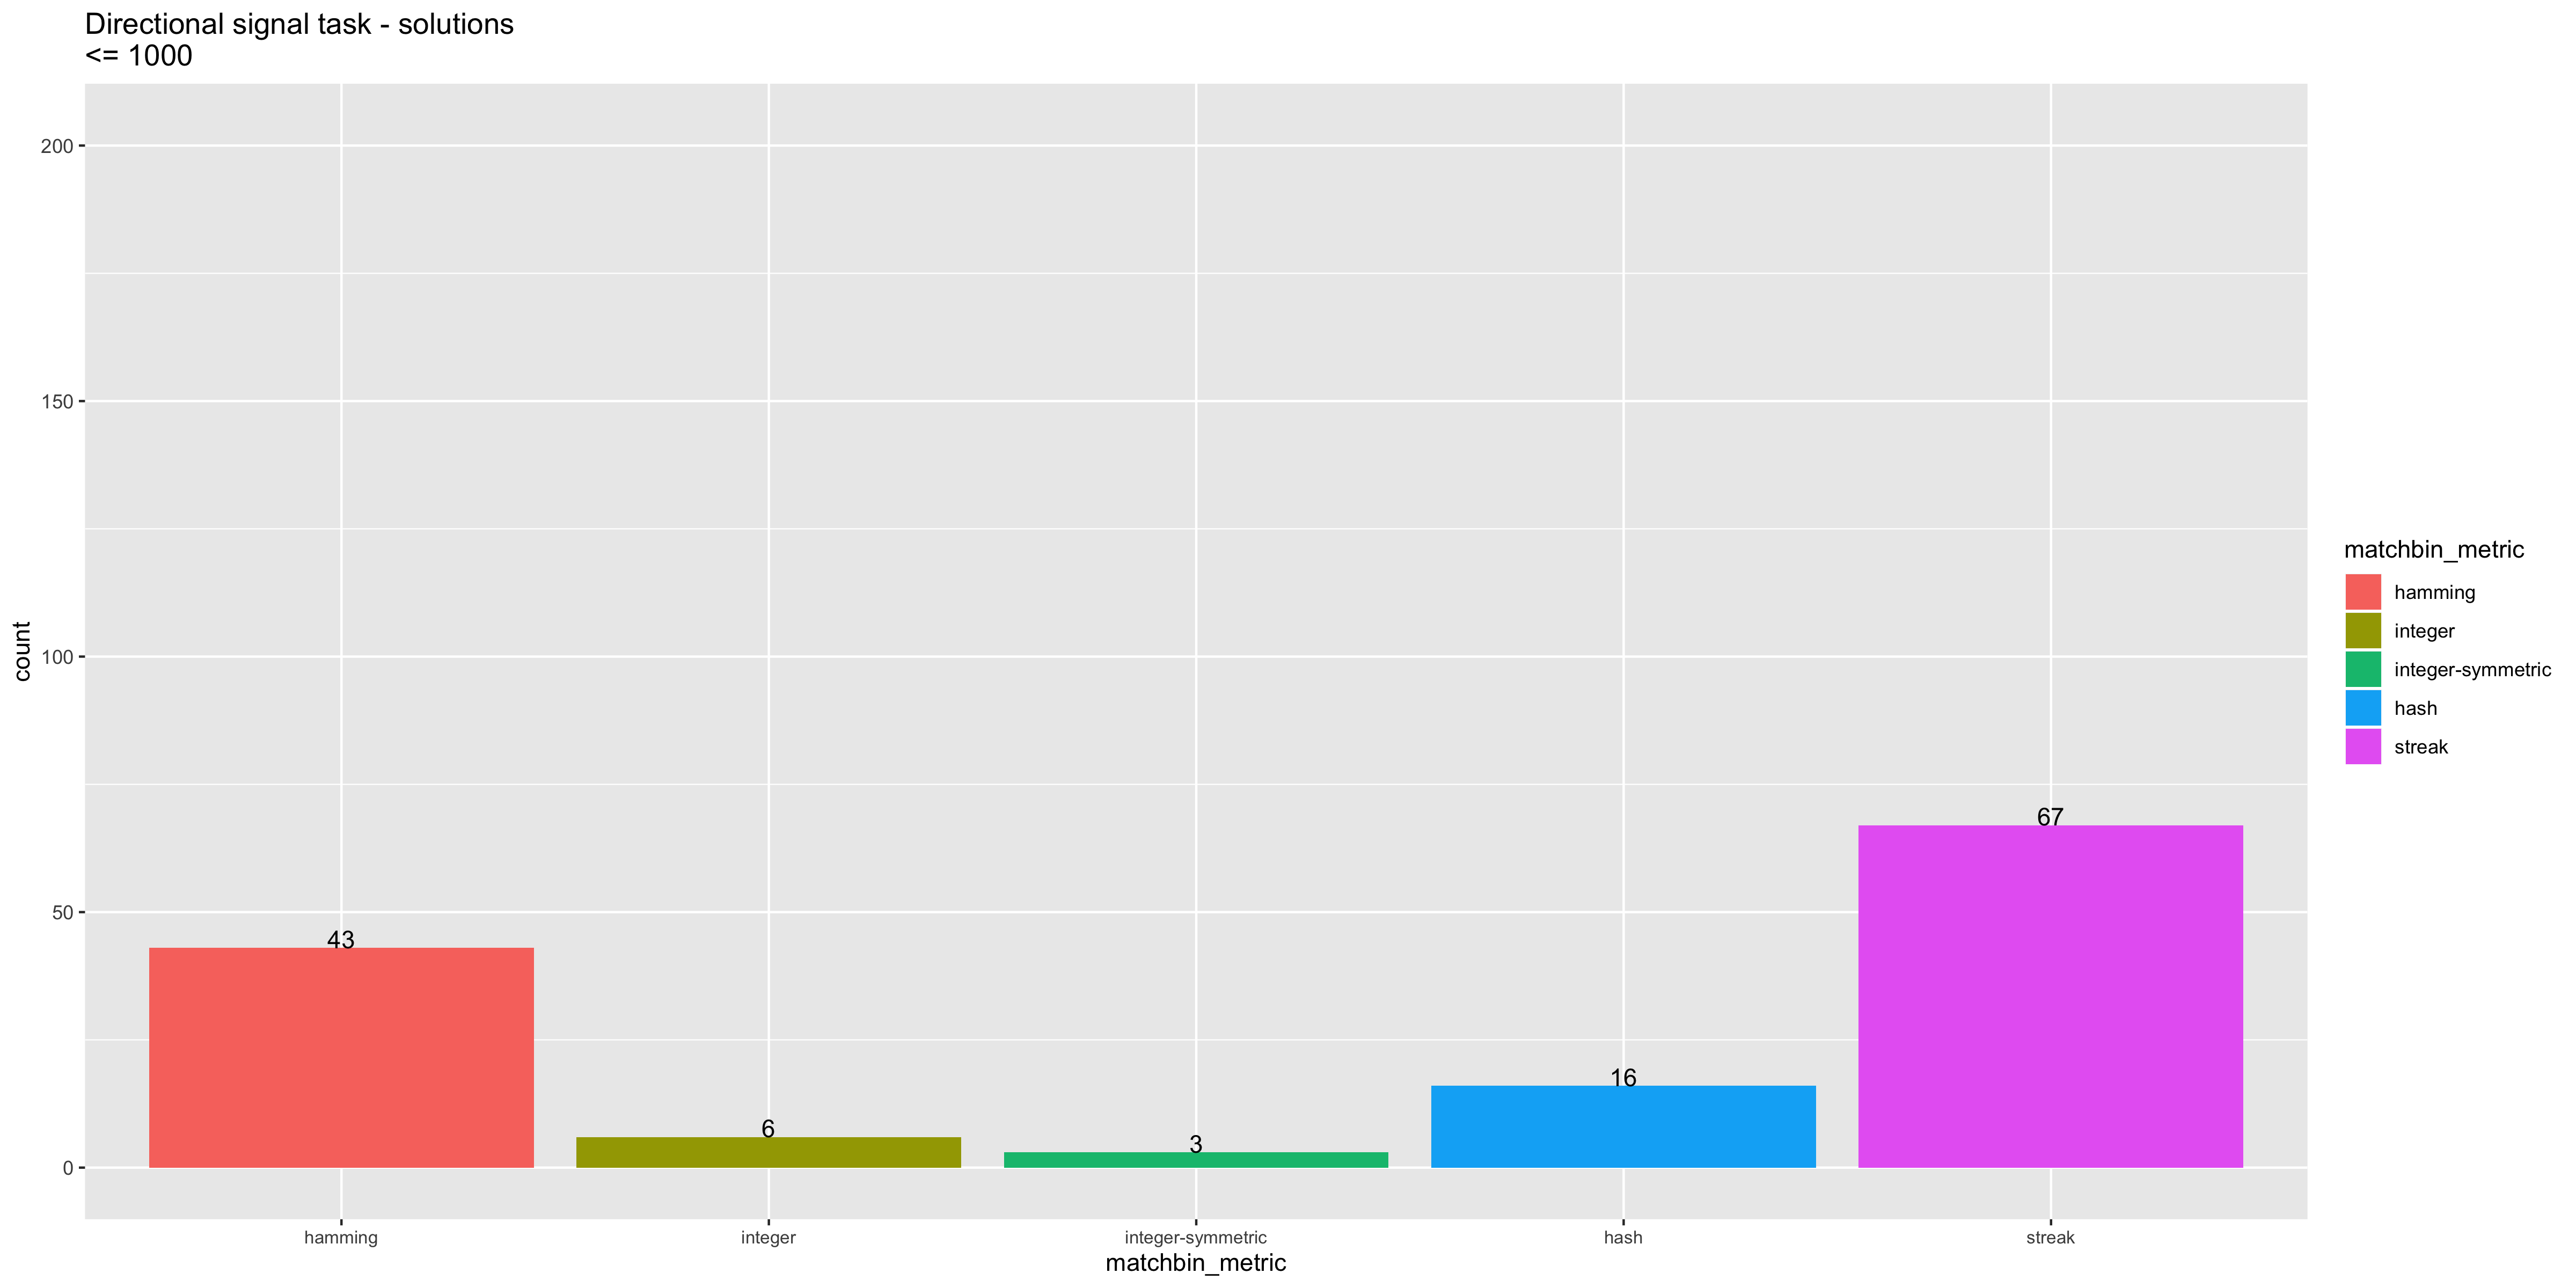 Directional signal task - solutions
<= 1000
count
200
150
100
50
0
43
6
3
16
67
hamming
integer
integer-symmetric
hash
streak
matchbin_metric
matchbin_metric
hamming
integer
integer-symmetric
hash
streak